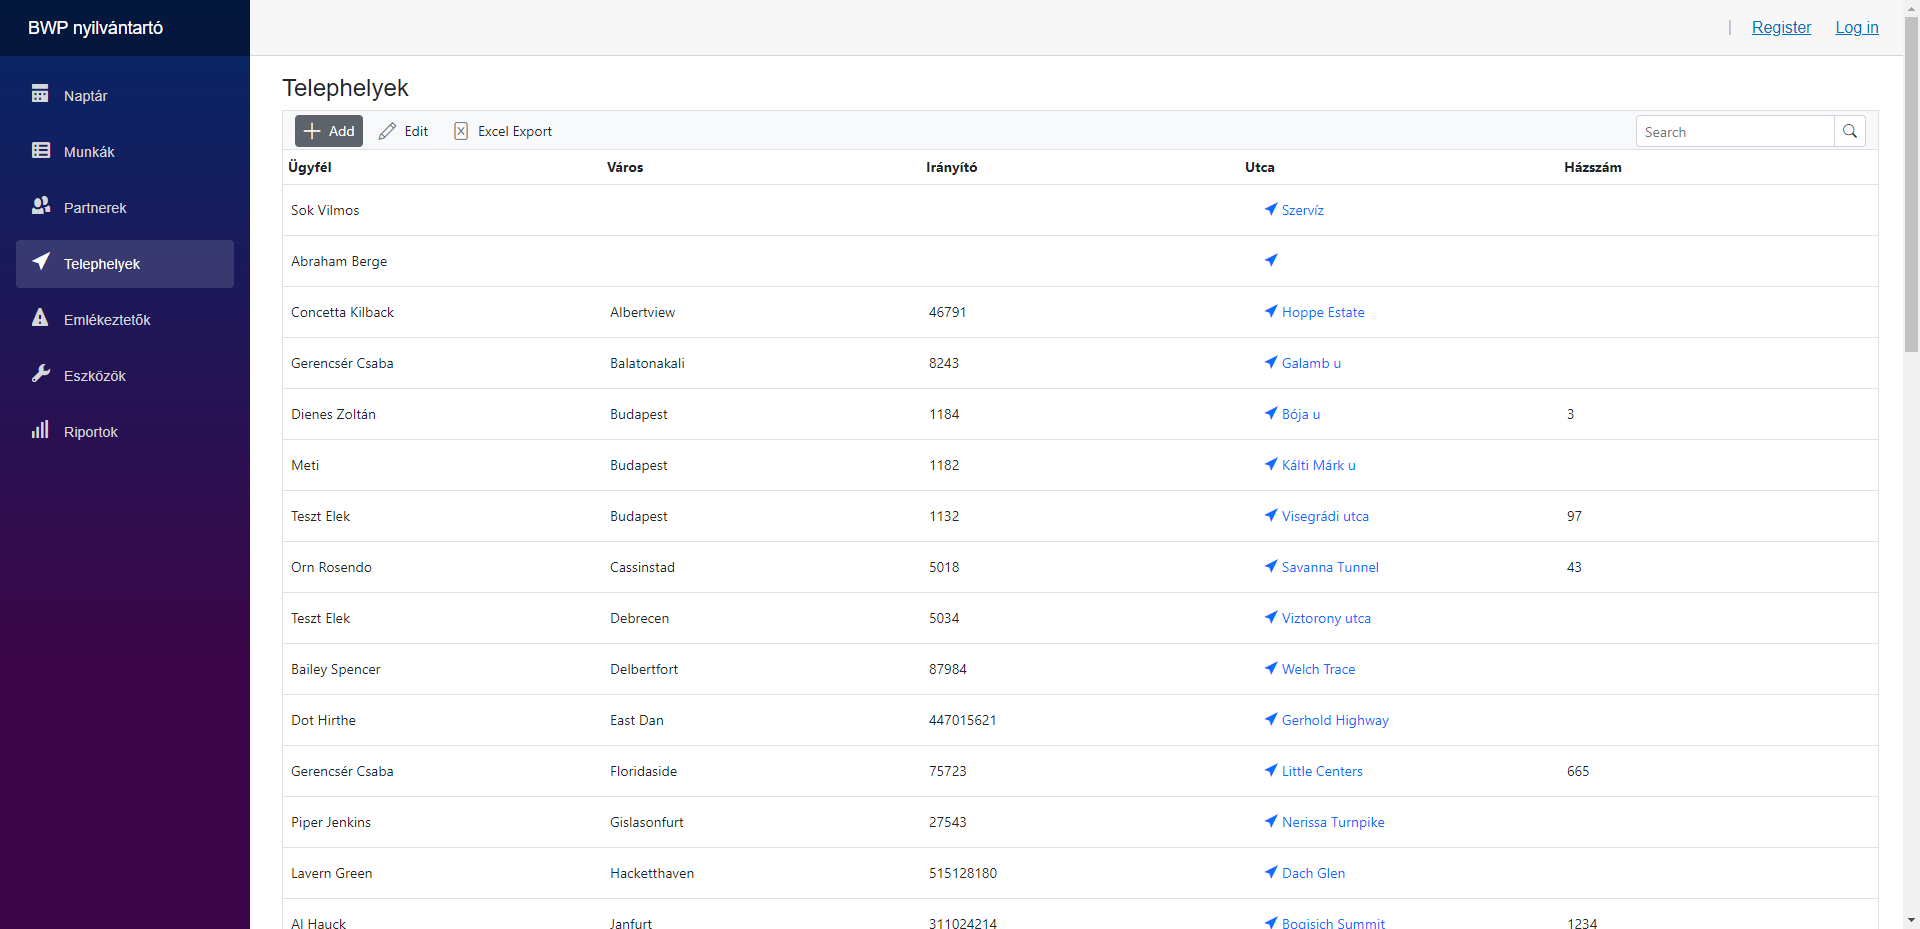 BWP nyilvántartó
Register Log in
Naptár
Munkák
Partnerek
Telephelyek
Emlékeztetők
Eszközök
Riportok
Telephelyek
Add Edit Excel Export Search
Ügyfél Város Irányító Utca Házszám
Sok Vilmos Szervíz
Abraham Berge
Concetta Kilback Albertview 46791 Hoppe Estate
Gerencsér Csaba Balatonakali 8243 Galamb u
Dienes Zoltán Budapest 1184 Bója u 3
Meti Budapest 1182 Kálti Márk u
Teszt Elek Budapest 1132 Visegrádi utca 97
Orn Rosendo Cassinstad 5018 Savanna Tunnel 43
Teszt Elek Debrecen 5034 Viztorony utca
Bailey Spencer Delbertfort 87984 Welch Trace
Dot Hirthe East Dan 447015621 Gerhold Highway
Gerencsér Csaba Floridaside 75723 Little Centers 665
Piper Jenkins Gislasonfurt 27543 Nerissa Turnpike
Lavern Green Hacketthaven 515128180 Dach Glen
Al Hauck Janfurt 311024214 Bogisich Summit 1234